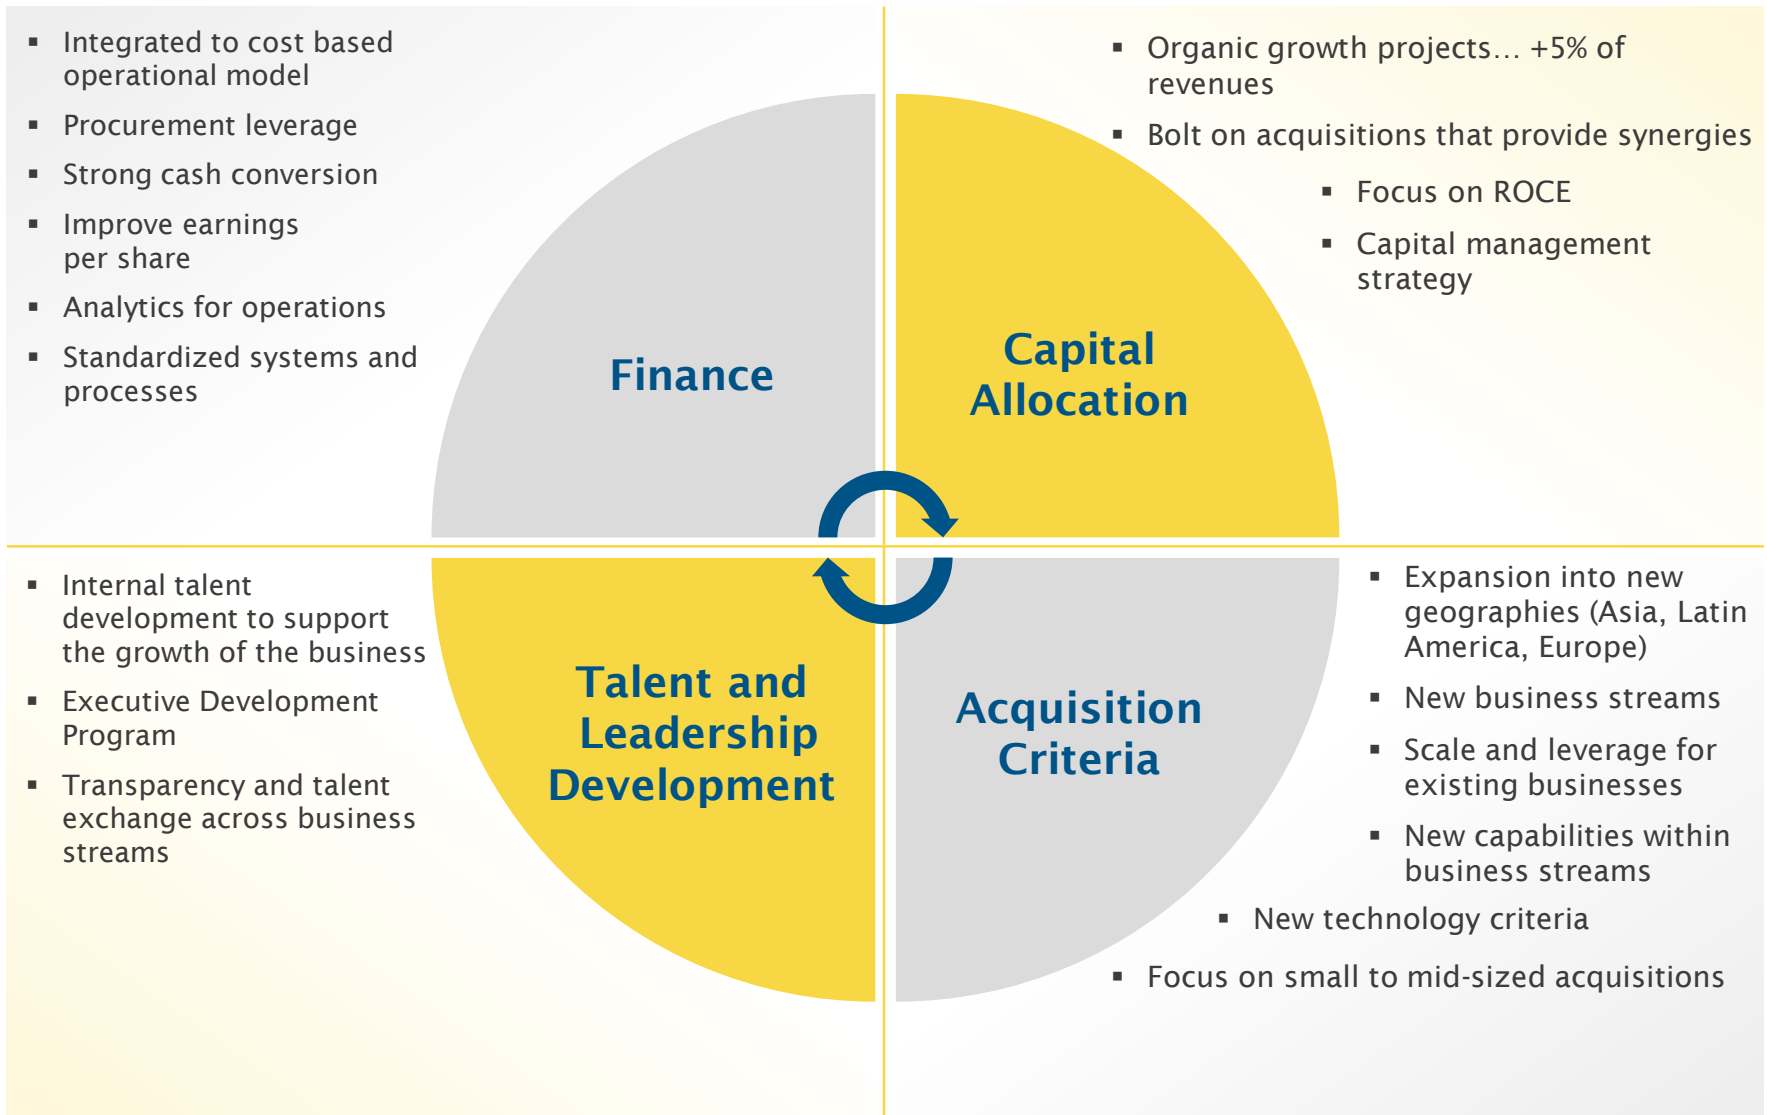 ▪ Integrated to cost based
operational model
▪ Procurement leverage
▪ Strong cash conversion
▪ Improve earnings
per share
▪ Analytics for operations
▪ Standardized systems and
processes
Finance
▪ Organic growth projects… +5% of
revenues
▪ Bolt on acquisitions that provide synergies
▪ Focus on ROCE
▪ Capital management
strategy
Capital
Allocation
▪ Internal talent
development to support
the growth of the business
▪ Executive Development
Program
▪ Transparency and talent
exchange across business
streams
Talent and
Leadership
Development
Acquisition
Criteria
▪ Expansion into new
geographies (Asia, Latin
America, Europe)
▪ New business streams
▪ Scale and leverage for
existing businesses
▪ New capabilities within
business streams
▪ New technology criteria
▪ Focus on small to mid-sized acquisitions